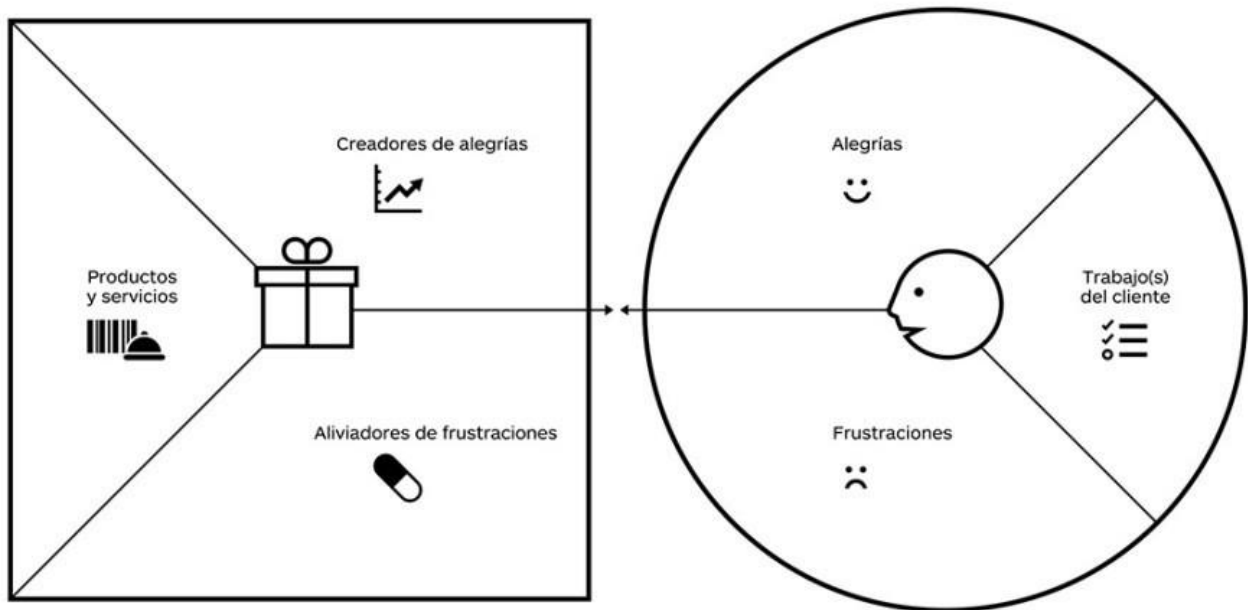 Creadores de alegrías
Productos
y servicios
Aliviadores de frustraciones
Alegrías
Trabajo(s)
del cliente
Frustraciones